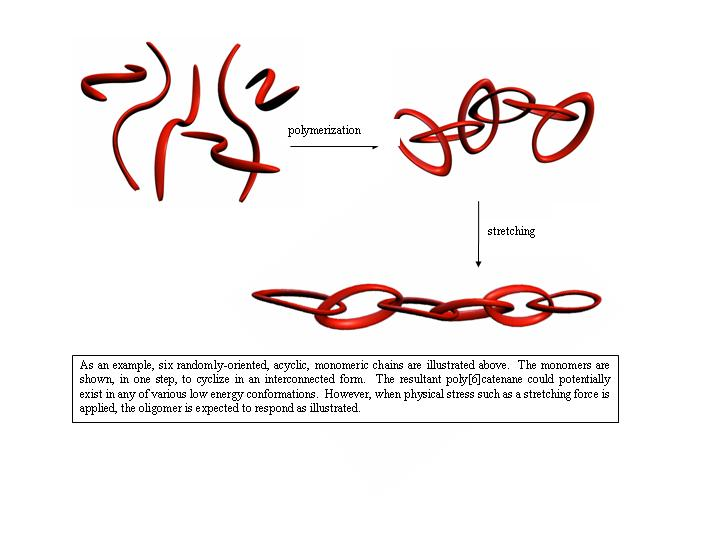 polymerization
stretching
As an example, six randomly-oriented, acyclic, monomeric chains are illustrated above. The monomers are
shown, in one step, to cyclize in an interconnected form. The resultant poly[6]catenane could potentially
exist in any of various low energy conformations. However, when physical stress such as a stretching force is
applied, the oligomer is expected to respond as illustrated.